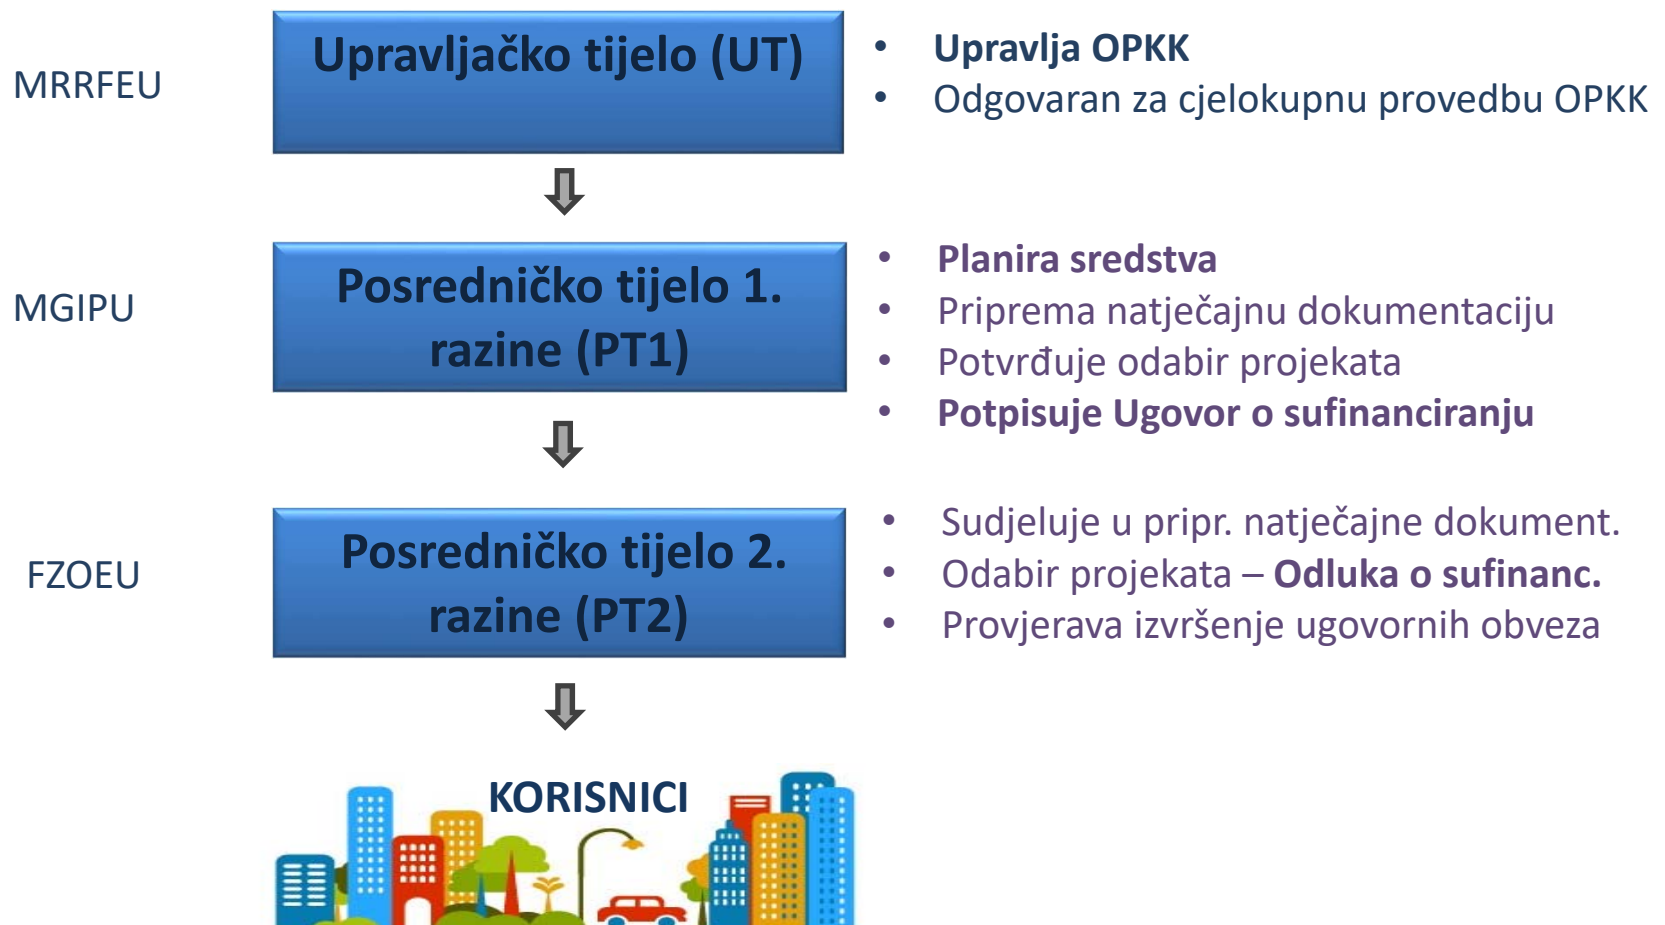 MRRFEU
Upravljačko tijelo (UT)
• Upravlja OPKK
• Odgovaran za cjelokupnu provedbu OPKK
MGIPU
Posredničko tijelo 1.
razine (PT1)
• Planira sredstva
• Priprema natječajnu dokumentaciju
• Potvrđuje odabir projekata
• Potpisuje Ugovor o sufinanciranju
FZOEU
Posredničko tijelo 2.
razine (PT2)
• Sudjeluje u pripr. natječajne dokument.
• Odabir projekata – Odluka o sufinanc.
• Provjerava izvršenje ugovornih obveza
KORISNICI